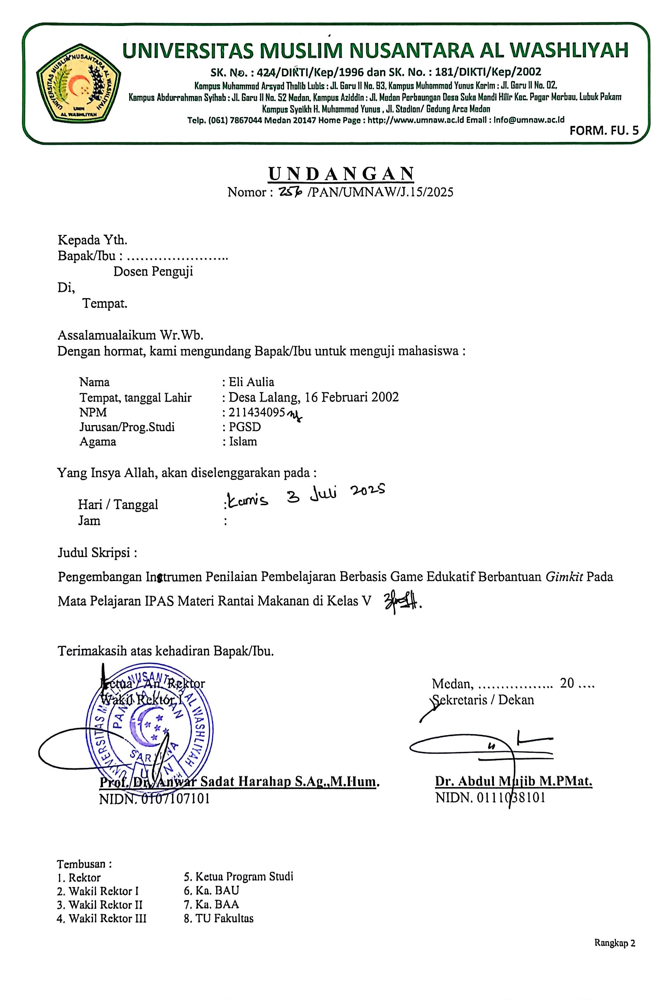 UNIVERSITAS MUSLIM NUSANTARA AL WASHLIYAH
SK. No. : 424/DIKTI/Kep/1996 dan SK. No. : 181/DIKTI/Kep/2002
Kampus Muhammad Arsyad Thalib Lubis : Jl. Garu II No. 93, Kampus Muhammad Yunus Karim : Jl. Garu II No. 02,
Kampus Abdurrahman Syihab : Jl. Garu II No. 52 Medan, Kampus Aziddin : Jl. Medan Perbaungan Desa Suka Mandi Hilir Kec. Pagar Merbau, Lubuk Pakam
Kampus Syeikh H. Muhammad Yunus , Jl. Stadion/ Gedung Arca Medan
Telp. (061) 7867044 Medan 20147 Home Page : http://www.umnaw.ac.id Email : info@umnaw.ac.id
FORM. FU. 5
UNIVERSITAS MUSLIM NUSANTARA AL WASHLIYAH
UMN
AL WASHLIYAH
UNDANGAN
Nomor : 256 /PAN/UMNAW/J.15/2025
Kepada Yth.
Bapak/Ibu : .......................
Dosen Penguji
Di,
Tempat.
Assalamualaikum Wr.Wb.
Dengan hormat, kami mengundang Bapak/Ibu untuk menguji mahasiswa :
Nama : Eli Aulia
Tempat, tanggal Lahir : Desa Lalang, 16 Februari 2002
NPM : 211434095
Jurusan/Prog.Studi : PGSD
Agama : Islam
Yang Insya Allah, akan diselenggarakan pada :
Hari / Tanggal : Kamis 3 Juli 2025
Jam :
Judul Skripsi :
Pengembangan Instrumen Penilaian Pembelajaran Berbasis Game Edukatif Berbantuan Gimkit Pada
Mata Pelajaran IPAS Materi Rantai Makanan di Kelas V
Terimakasih atas kehadiran Bapak/Ibu.
Ketua / An. Rektor
Wakil Rektor I
UNIVERSITAS MUSLIM NUSANTARA AL WASHLIYAH
PANITIA UJIAN
SARJANA
UMN
Prof. Dr. Anwar Sadat Harahap S.Ag.,M.Hum.
NIDN. 0107107101
Medan, ................. 20 ....
Sekretaris / Dekan
Dr. Abdul Mujib M.PMat.
NIDN. 0111038101
Tembusan :
1. Rektor
2. Wakil Rektor I
3. Wakil Rektor II
4. Wakil Rektor III
5. Ketua Program Studi
6. Ka. BAU
7. Ka. BAA
8. TU Fakultas
Rangkap 2